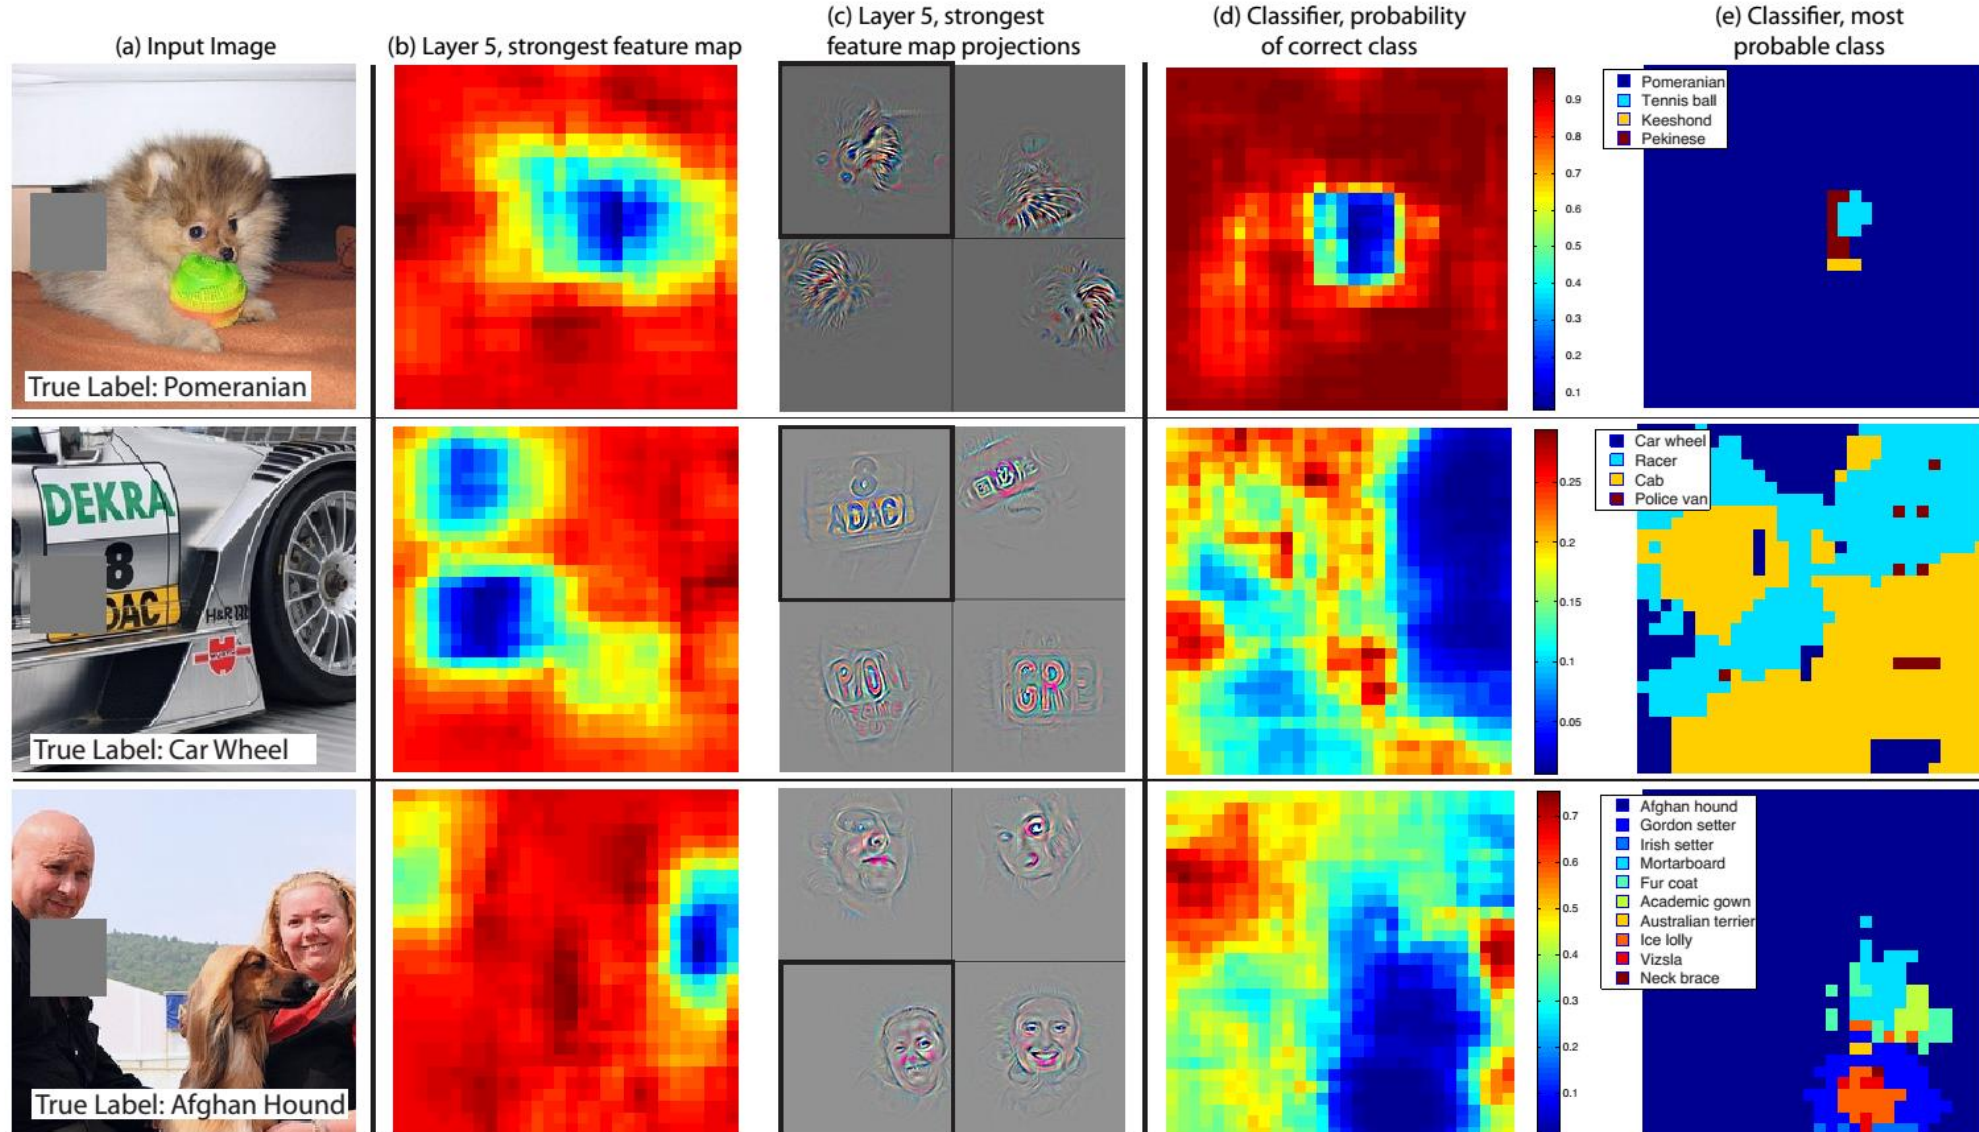 (a) Input Image
(b) Layer 5, strongest feature map
(c) Layer 5, strongest
feature map projections
(d) Classifier, probability
of correct class
(e) Classifier, most
probable class
True Label: Pomeranian
0.9
0.8
0.7
0.6
0.5
0.4
0.3
0.2
0.1
Pomeranian
Tennis ball
Keeshond
Pekinese
DEKRA
8
DAC
H&R
True Label: Car Wheel
ADAC
PIO
GRE
0.25
0.2
0.15
0.1
0.05
Car wheel
Racer
Cab
Police van
True Label: Afghan Hound
0.7
0.6
0.5
0.4
0.3
0.2
0.1
Afghan hound
Gordon setter
Irish setter
Mortarboard
Fur coat
Academic gown
Australian terrier
Ice lolly
Vizsla
Neck brace